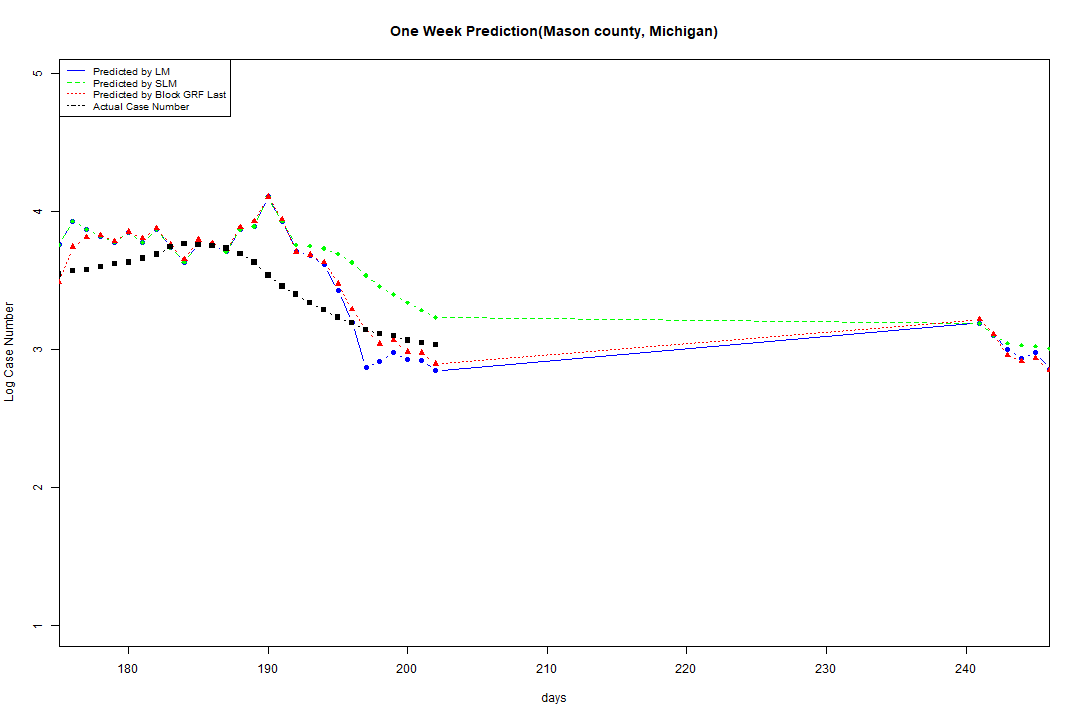 One Week Prediction(Mason county, Michigan)
Predicted by LM
Predicted by SLM
Predicted by Block GRF Last
Actual Case Number
5
4
3
2
1
Log Case Number
180 190 200 210 220 230 240
days